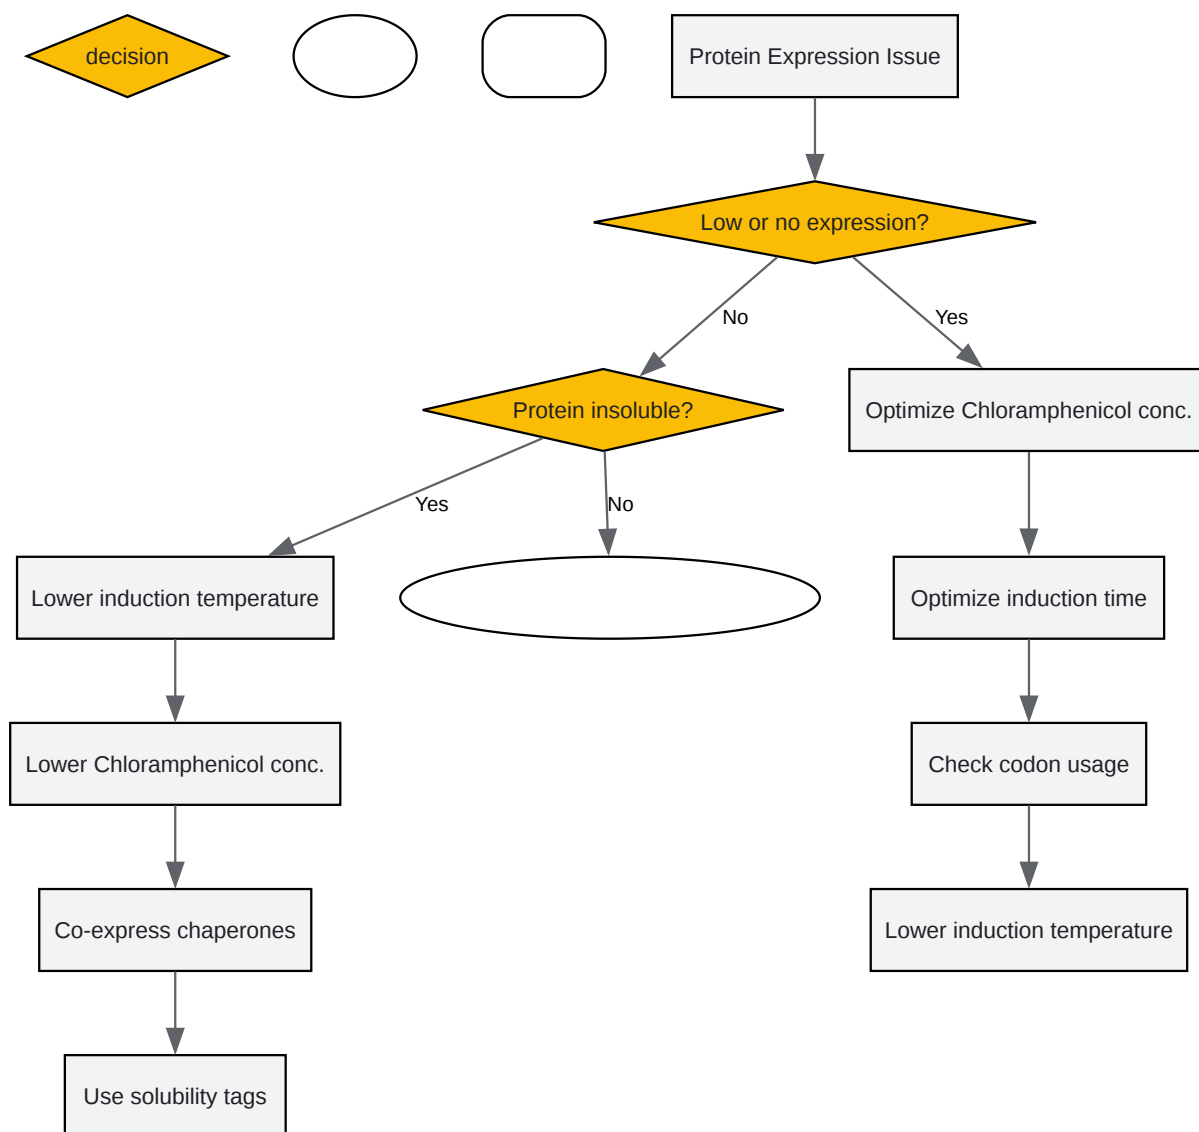 decision
Protein Expression Issue
Low or no expression?
No
Yes
Protein insoluble?
Optimize Chloramphenicol conc.
Yes
No
Lower induction temperature
Optimize induction time
Lower Chloramphenicol conc.
Check codon usage
Co-express chaperones
Lower induction temperature
Use solubility tags